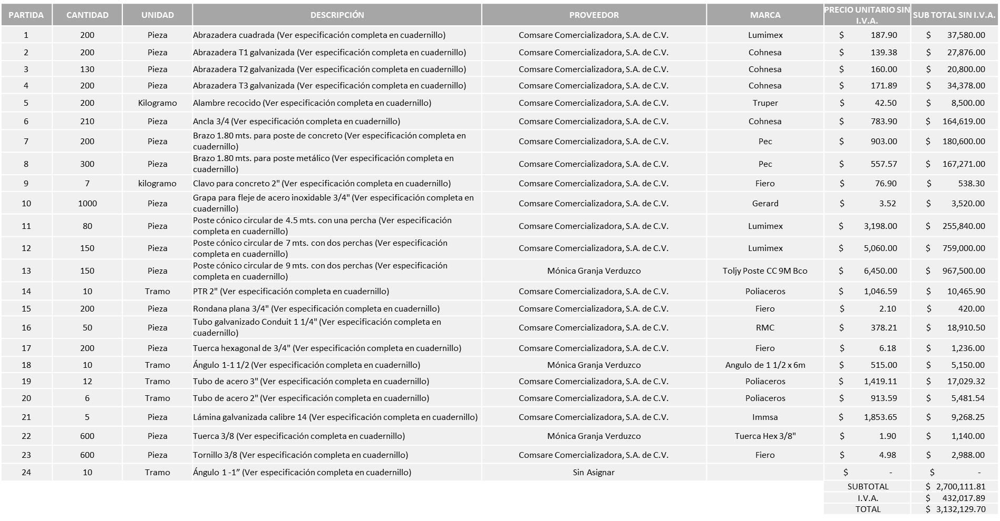 PARTIDA CANTIDAD UNIDAD DESCRIPCIÓN PROVEEDOR MARCA PRECIO UNITARIO SIN I.V.A. SUB TOTAL SIN I.V.A.
1 200 Pieza Abrazadera cuadrada (Ver especificación completa en cuadernillo) Comsare Comercializadora, S.A. de C.V. Lumimex $ 187.90 $ 37,580.00
2 200 Pieza Abrazadera T1 galvanizada (Ver especificación completa en cuadernillo) Comsare Comercializadora, S.A. de C.V. Cohnesa $ 139.38 $ 27,876.00
3 130 Pieza Abrazadera T2 galvanizada (Ver especificación completa en cuadernillo) Comsare Comercializadora, S.A. de C.V. Cohnesa $ 160.00 $ 20,800.00
4 200 Pieza Abrazadera T3 galvanizada (Ver especificación completa en cuadernillo) Comsare Comercializadora, S.A. de C.V. Cohnesa $ 171.89 $ 34,378.00
5 200 Kilogramo Alambre recocido (Ver especificación completa en cuadernillo) Comsare Comercializadora, S.A. de C.V. Truper $ 42.50 $ 8,500.00
6 210 Pieza Ancla 3/4 (Ver especificación completa en cuadernillo) Comsare Comercializadora, S.A. de C.V. Cohnesa $ 783.90 $ 164,619.00
7 200 Pieza Brazo 1.80 mts. para poste de concreto (Ver especificación completa en cuadernillo) Comsare Comercializadora, S.A. de C.V. Pec $ 903.00 $ 180,600.00
8 300 Pieza Brazo 1.80 mts. para poste metálico (Ver especificación completa en cuadernillo) Comsare Comercializadora, S.A. de C.V. Pec $ 557.57 $ 167,271.00
9 7 kilogramo Clavo para concreto 2" (Ver especificación completa en cuadernillo) Comsare Comercializadora, S.A. de C.V. Fiero $ 76.90 $ 538.30
10 1000 Pieza Grapa para fleje de acero inoxidable 3/4" (Ver especificación completa en cuadernillo) Comsare Comercializadora, S.A. de C.V. Gerard $ 3.52 $ 3,520.00
11 80 Pieza Poste cónico circular de 4.5 mts. con una percha (Ver especificación completa en cuadernillo) Comsare Comercializadora, S.A. de C.V. Lumimex $ 3,198.00 $ 255,840.00
12 150 Pieza Poste cónico circular de 7 mts. con dos perchas (Ver especificación completa en cuadernillo) Comsare Comercializadora, S.A. de C.V. Lumimex $ 5,060.00 $ 759,000.00
13 150 Pieza Poste cónico circular de 9 mts. con dos perchas (Ver especificación completa en cuadernillo) Mónica Granja Verduzco Toljy Poste CC 9M Bco $ 6,450.00 $ 967,500.00
14 10 Tramo PTR 2" (Ver especificación completa en cuadernillo) Comsare Comercializadora, S.A. de C.V. Poliaceros $ 1,046.59 $ 10,465.90
15 200 Pieza Rondana plana 3/4" (Ver especificación completa en cuadernillo) Comsare Comercializadora, S.A. de C.V. Fiero $ 2.10 $ 420.00
16 50 Pieza Tubo galvanizado Conduit 1 1/4" (Ver especificación completa en cuadernillo) Comsare Comercializadora, S.A. de C.V. RMC $ 378.21 $ 18,910.50
17 200 Pieza Tuerca hexagonal de 3/4" (Ver especificación completa en cuadernillo) Comsare Comercializadora, S.A. de C.V. Fiero $ 6.18 $ 1,236.00
18 10 Tramo Ángulo 1-1 1/2 (Ver especificación completa en cuadernillo) Mónica Granja Verduzco Angulo de 1 1/2 x 6m $ 515.00 $ 5,150.00
19 12 Tramo Tubo de acero 3" (Ver especificación completa en cuadernillo) Comsare Comercializadora, S.A. de C.V. Poliaceros $ 1,419.11 $ 17,029.32
20 6 Tramo Tubo de acero 2" (Ver especificación completa en cuadernillo) Comsare Comercializadora, S.A. de C.V. Poliaceros $ 913.59 $ 5,481.54
21 5 Pieza Lámina galvanizada calibre 14 (Ver especificación completa en cuadernillo) Comsare Comercializadora, S.A. de C.V. Immsa $ 1,853.65 $ 9,268.25
22 600 Pieza Tuerca 3/8 (Ver especificación completa en cuadernillo) Mónica Granja Verduzco Tuerca Hex 3/8" $ 1.90 $ 1,140.00
23 600 Pieza Tornillo 3/8 (Ver especificación completa en cuadernillo) Comsare Comercializadora, S.A. de C.V. Fiero $ 4.98 $ 2,988.00
24 10 Tramo Ángulo 1 -1” (Ver especificación completa en cuadernillo) Sin Asignar $ - $ -
SUBTOTAL $ 2,700,111.81
I.V.A. $ 432,017.89
TOTAL $ 3,132,129.70